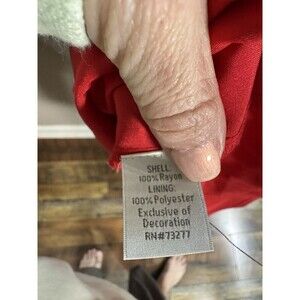 SHELL:
100% Rayon
LINING:
100% Polyester
Exclusive of
Decoration
RN#73277